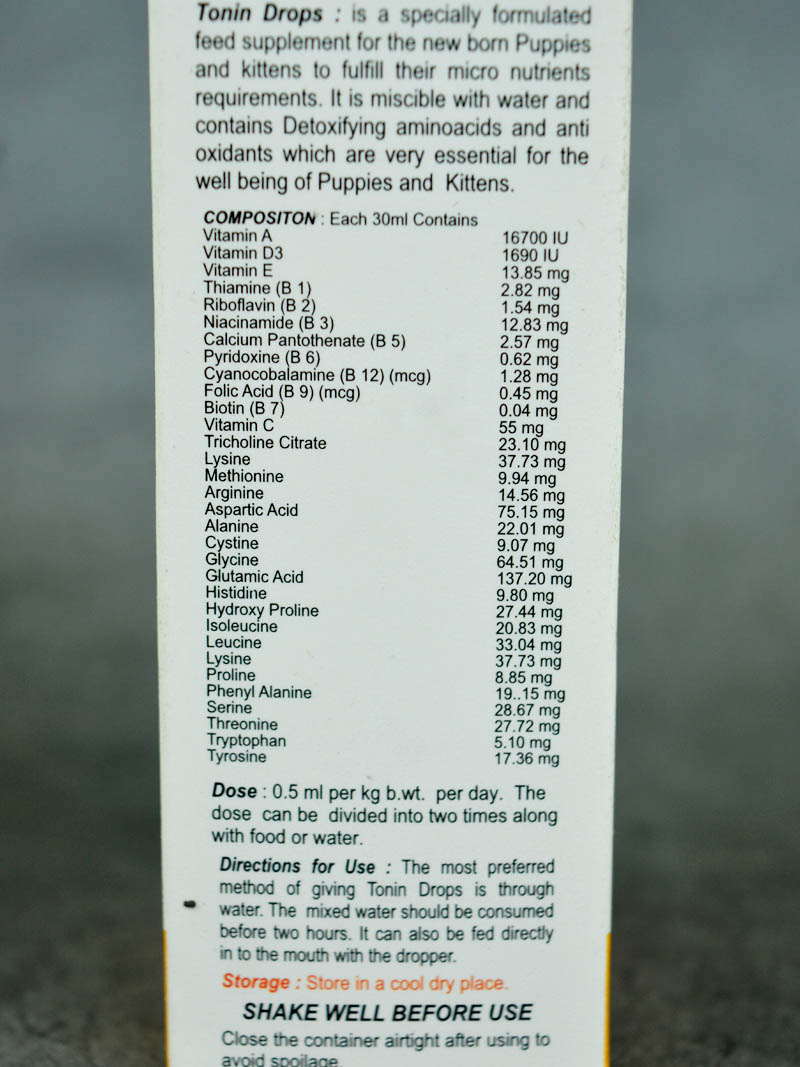 Tonin Drops : is a specially formulated
feed supplement for the new born Puppies
and kittens to fulfill their micro nutrients
requirements. It is miscible with water and
contains Detoxifying aminoacids and anti
oxidants which are very essential for the
well being of Puppies and Kittens.
COMPOSITON : Each 30ml Contains
Vitamin A 16700 IU
Vitamin D3 1690 IU
Vitamin E 13.85 mg
Thiamine (B 1) 2.82 mg
Riboflavin (B 2) 1.54 mg
Niacinamide (B 3) 12.83 mg
Calcium Pantothenate (B 5) 2.57 mg
Pyridoxine (B 6) 0.62 mg
Cyanocobalamine (B 12) (mcg) 1.28 mg
Folic Acid (B 9) (mcg) 0.45 mg
Biotin (B 7) 0.04 mg
Vitamin C 55 mg
Tricholine Citrate 23.10 mg
Lysine 37.73 mg
Methionine 9.94 mg
Arginine 14.56 mg
Aspartic Acid 75.15 mg
Alanine 22.01 mg
Cystine 9.07 mg
Glycine 64.51 mg
Glutamic Acid 137.20 mg
Histidine 9.80 mg
Hydroxy Proline 27.44 mg
Isoleucine 20.83 mg
Leucine 33.04 mg
Lysine 37.73 mg
Proline 8.85 mg
Phenyl Alanine 19..15 mg
Serine 28.67 mg
Threonine 27.72 mg
Tryptophan 5.10 mg
Tyrosine 17.36 mg
Dose : 0.5 ml per kg b.wt. per day. The
dose can be divided into two times along
with food or water.
Directions for Use : The most preferred
method of giving Tonin Drops is through
water. The mixed water should be consumed
before two hours. It can also be fed directly
in to the mouth with the dropper.
Storage : Store in a cool dry place.
SHAKE WELL BEFORE USE
Close the container airtight after using to
avoid spoilage.